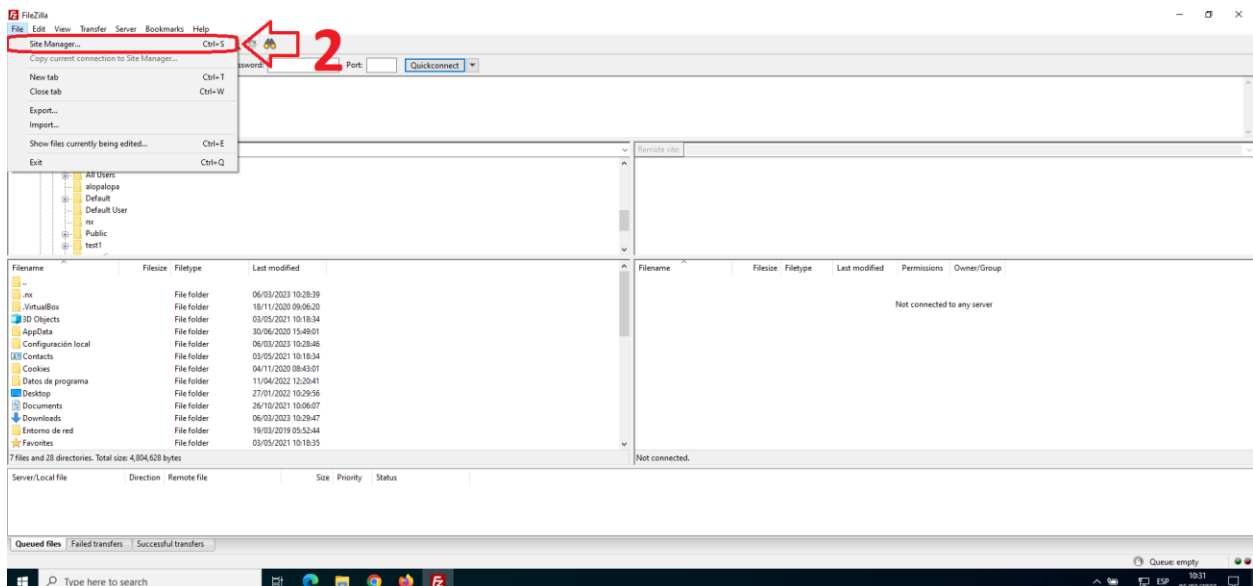 FileZilla
File Edit View Transfer Server Bookmarks Help
Site Manager... Ctrl+S
2
Copy current connection to Site Manager...
Port: Quickconnect
New tab Ctrl+T
Close tab Ctrl+W
Export...
Import...
Show files currently being edited... Ctrl+E
Remote site:
Exit Ctrl+Q
All Users
alopalopa
Default
Default User
nx
Public
test1
Filename Filesize Filetype Last modified
..
.nx File folder 06/03/2023 10:28:39
.VirtualBox File folder 18/11/2020 09:06:20
3D Objects File folder 03/05/2021 10:18:34
AppData File folder 30/06/2020 15:49:01
Configuración local File folder 06/03/2023 10:28:46
Contacts File folder 03/05/2021 10:18:34
Cookies File folder 04/11/2020 08:43:01
Datos de programa File folder 11/04/2022 12:20:41
Desktop File folder 27/01/2022 10:29:56
Documents File folder 26/10/2021 10:06:07
Downloads File folder 06/03/2023 10:29:47
Entorno de red File folder 19/03/2019 05:52:44
Favorites File folder 03/05/2021 10:18:35
7 files and 28 directories. Total size: 4,804,628 bytes
Filename Filesize Filetype Last modified Permissions Owner/Group
Not connected to any server
Not connected.
Server/Local file Direction Remote file Size Priority Status
Queued files Failed transfers Successful transfers
Queue: empty
Type here to search
ESP
10:31